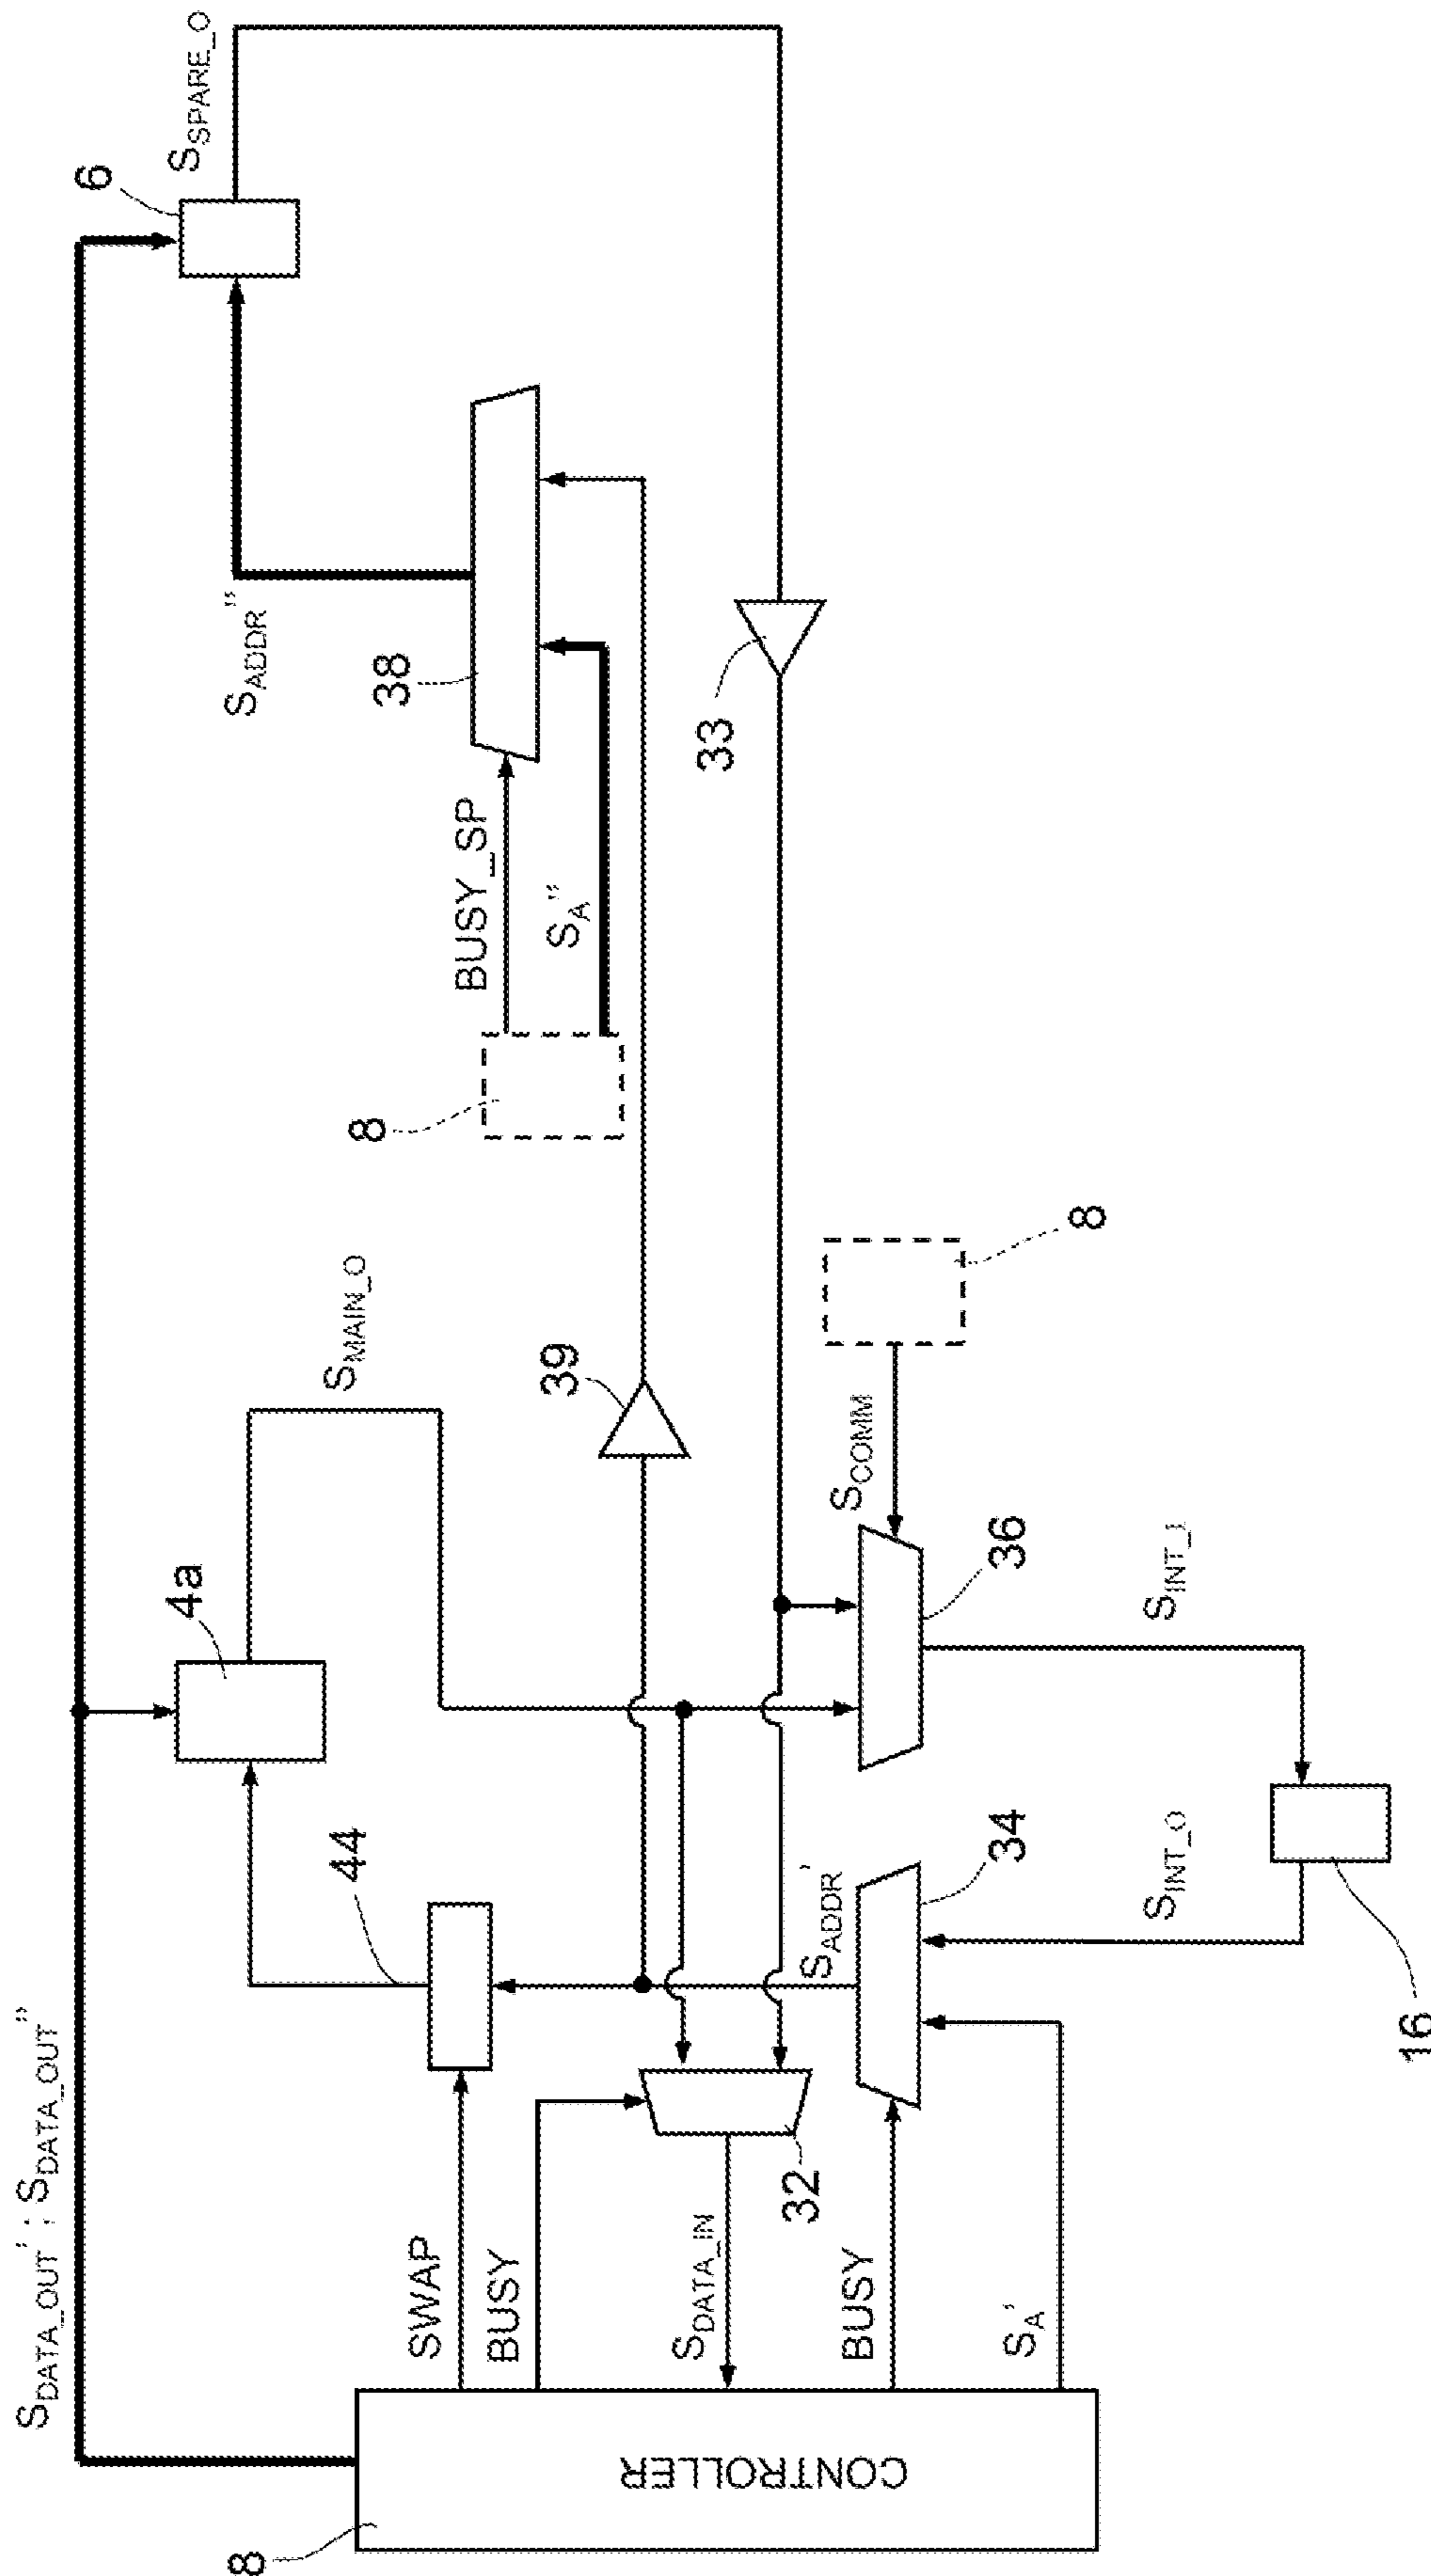 S_DATA_OUT' ; S_DATA_OUT"
6
S_SPARE_O
S_ADDR"
38
BUSY_SP
S_A"
8
33
S_MAIN_O
39
4a
44
8
S_COMM
36
S_INT_I
SWAP
BUSY
S_DATA_IN
32
S_ADDR'
34
S_INT_O
16
BUSY
S_A'
CONTROLLER
8